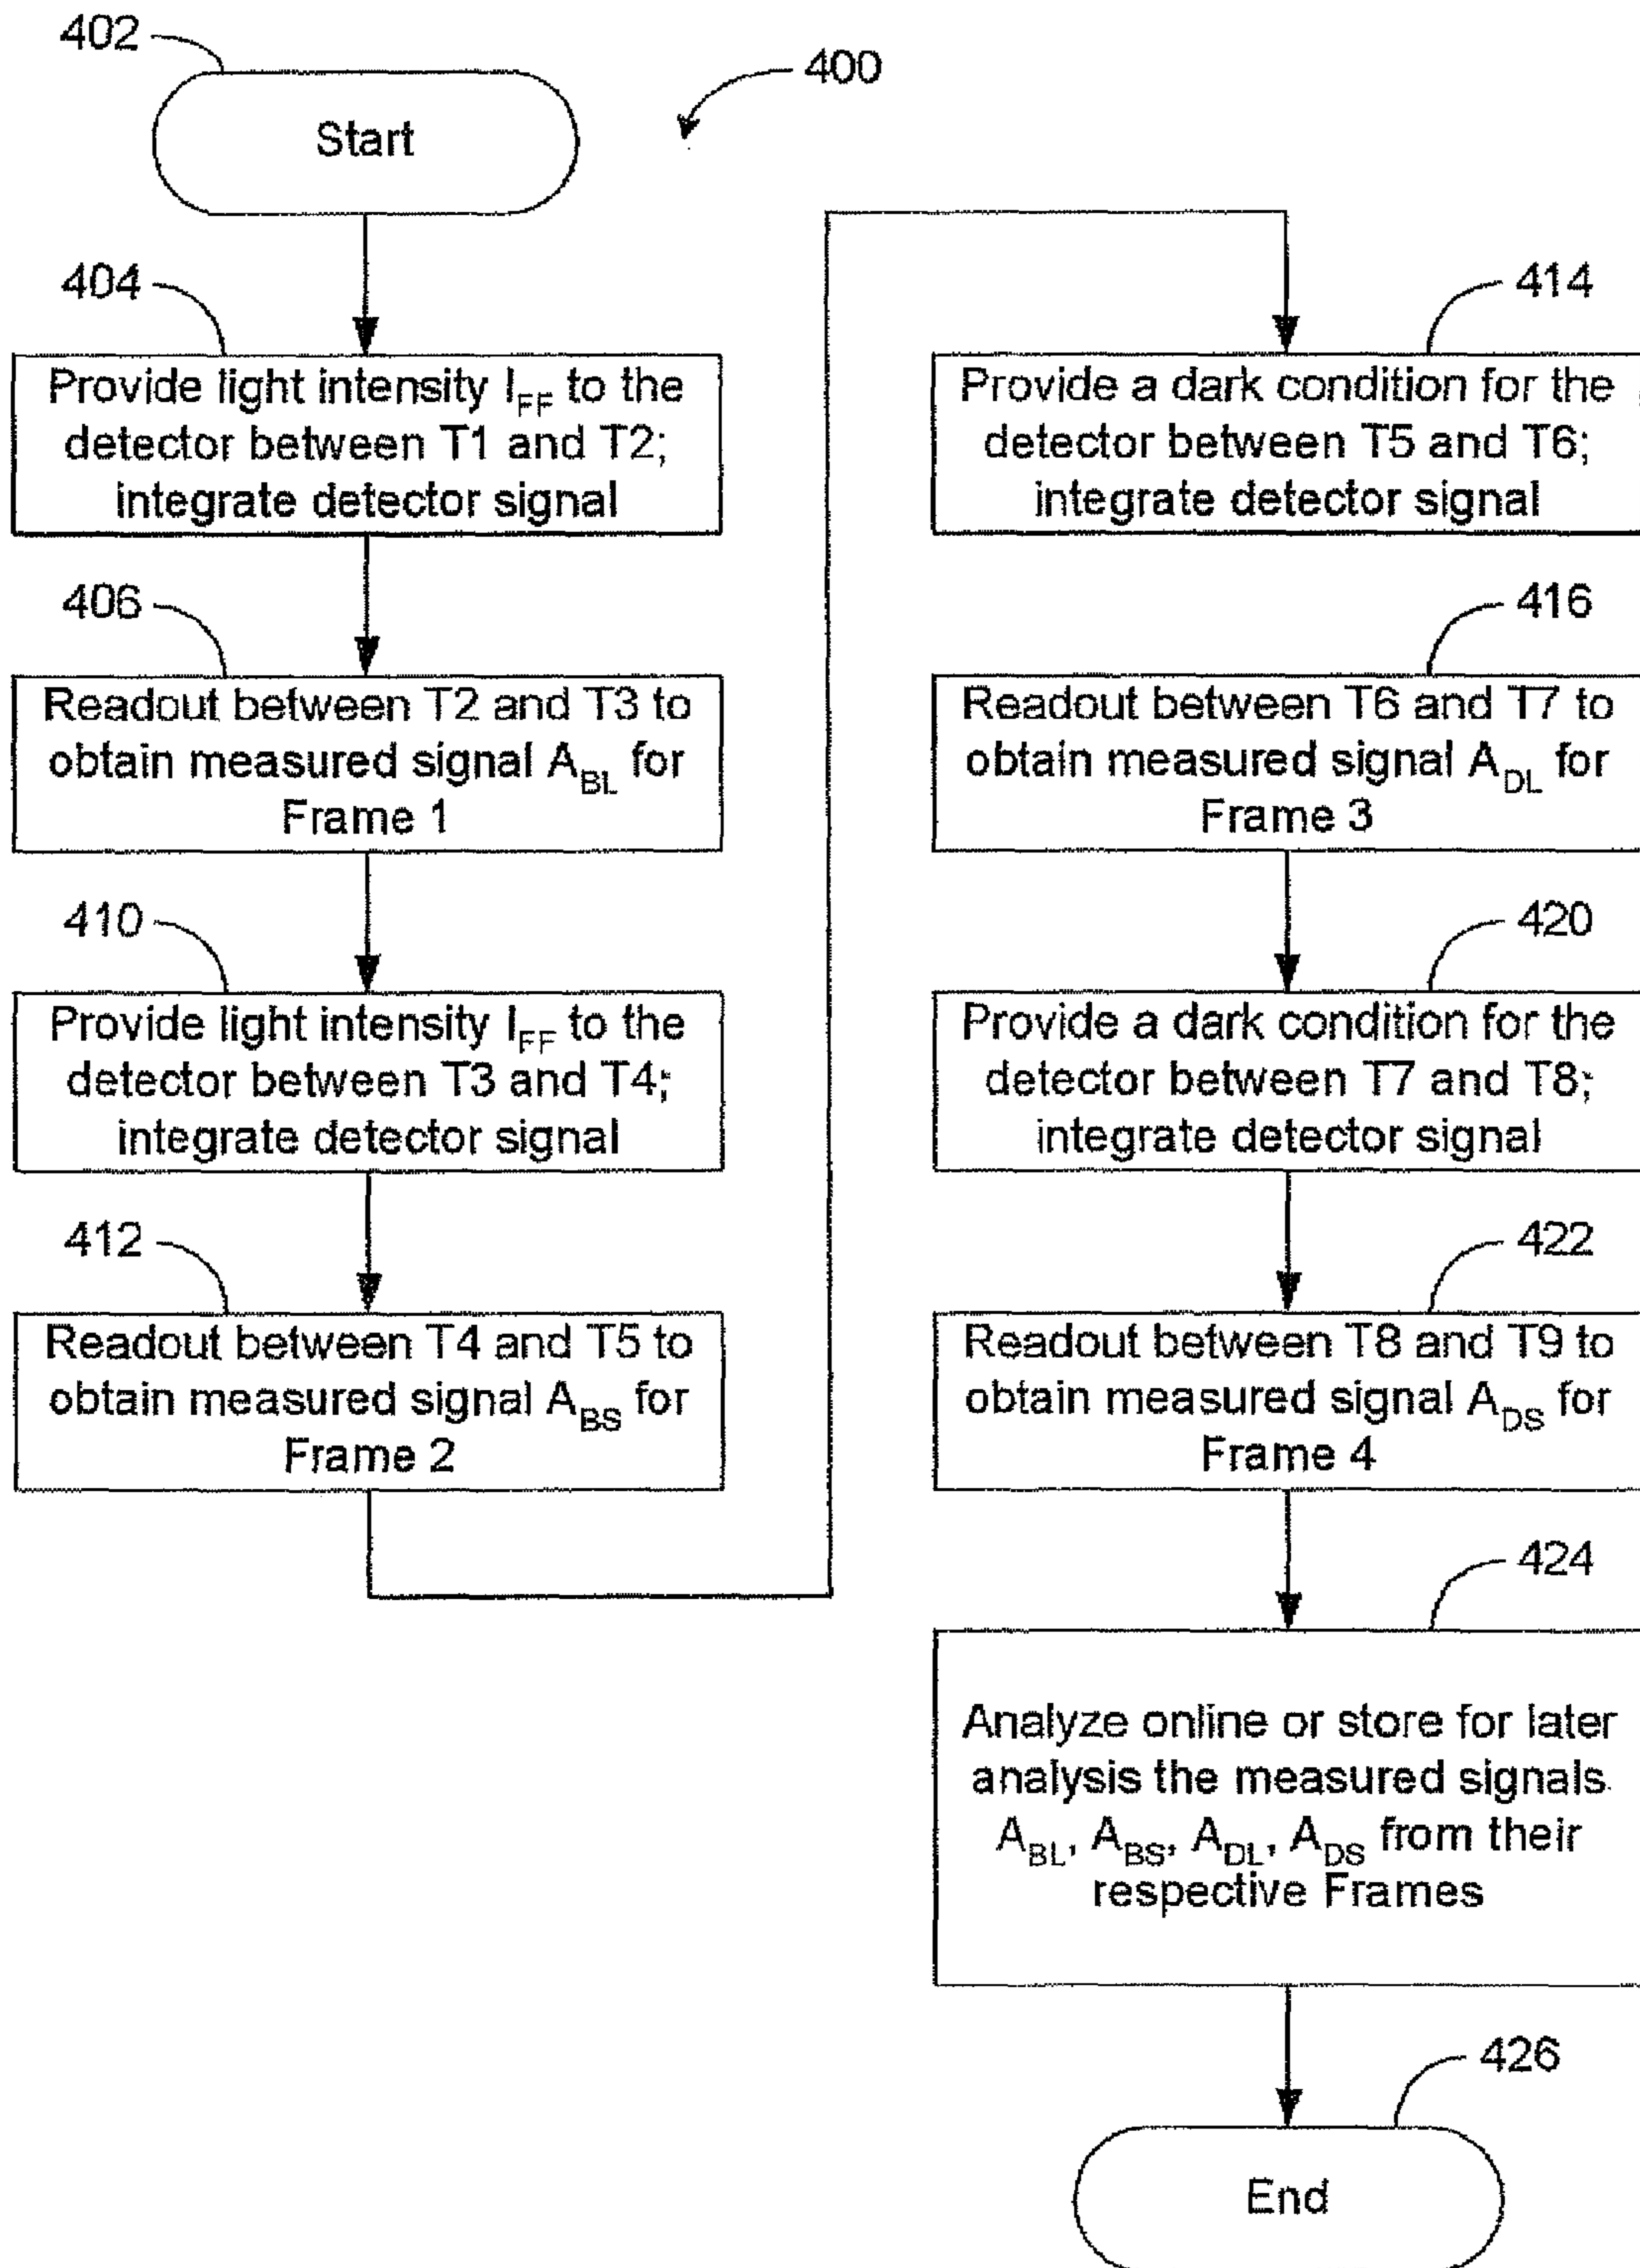 402
400
Start
404
Provide light intensity I_FF to the
detector between T1 and T2;
integrate detector signal
406
Readout between T2 and T3 to
obtain measured signal A_BL for
Frame 1
410
Provide light intensity I_FF to the
detector between T3 and T4;
integrate detector signal
412
Readout between T4 and T5 to
obtain measured signal A_BS for
Frame 2
414
Provide a dark condition for the
detector between T5 and T6;
integrate detector signal
416
Readout between T6 and T7 to
obtain measured signal A_DL for
Frame 3
420
Provide a dark condition for the
detector between T7 and T8;
integrate detector signal
422
Readout between T8 and T9 to
obtain measured signal A_DS for
Frame 4
424
Analyze online or store for later
analysis the measured signals
A_BL, A_BS, A_DL, A_DS from their
respective Frames
426
End